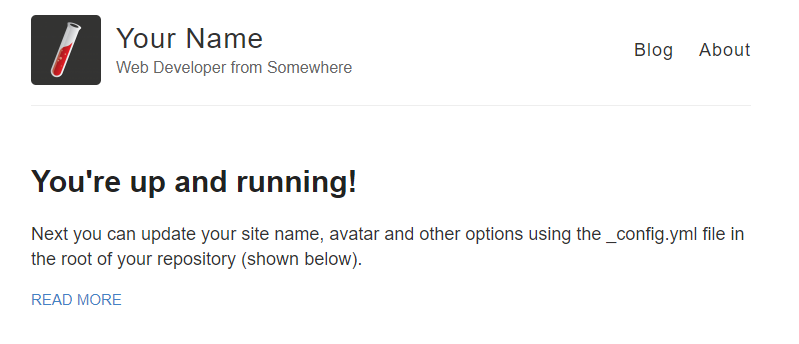 Your Name
Web Developer from Somewhere
Blog About
You're up and running!
Next you can update your site name, avatar and other options using the _config.yml file in
the root of your repository (shown below).
READ MORE